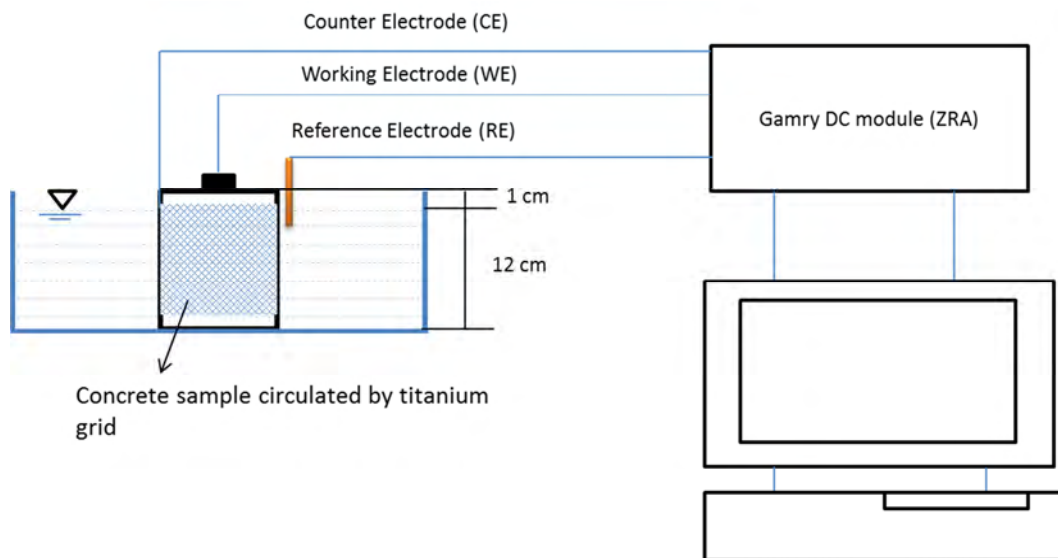 Counter Electrode (CE)
Working Electrode (WE)
Reference Electrode (RE)
Gamry DC module (ZRA)
1 cm
12 cm
Concrete sample circulated by titanium
grid